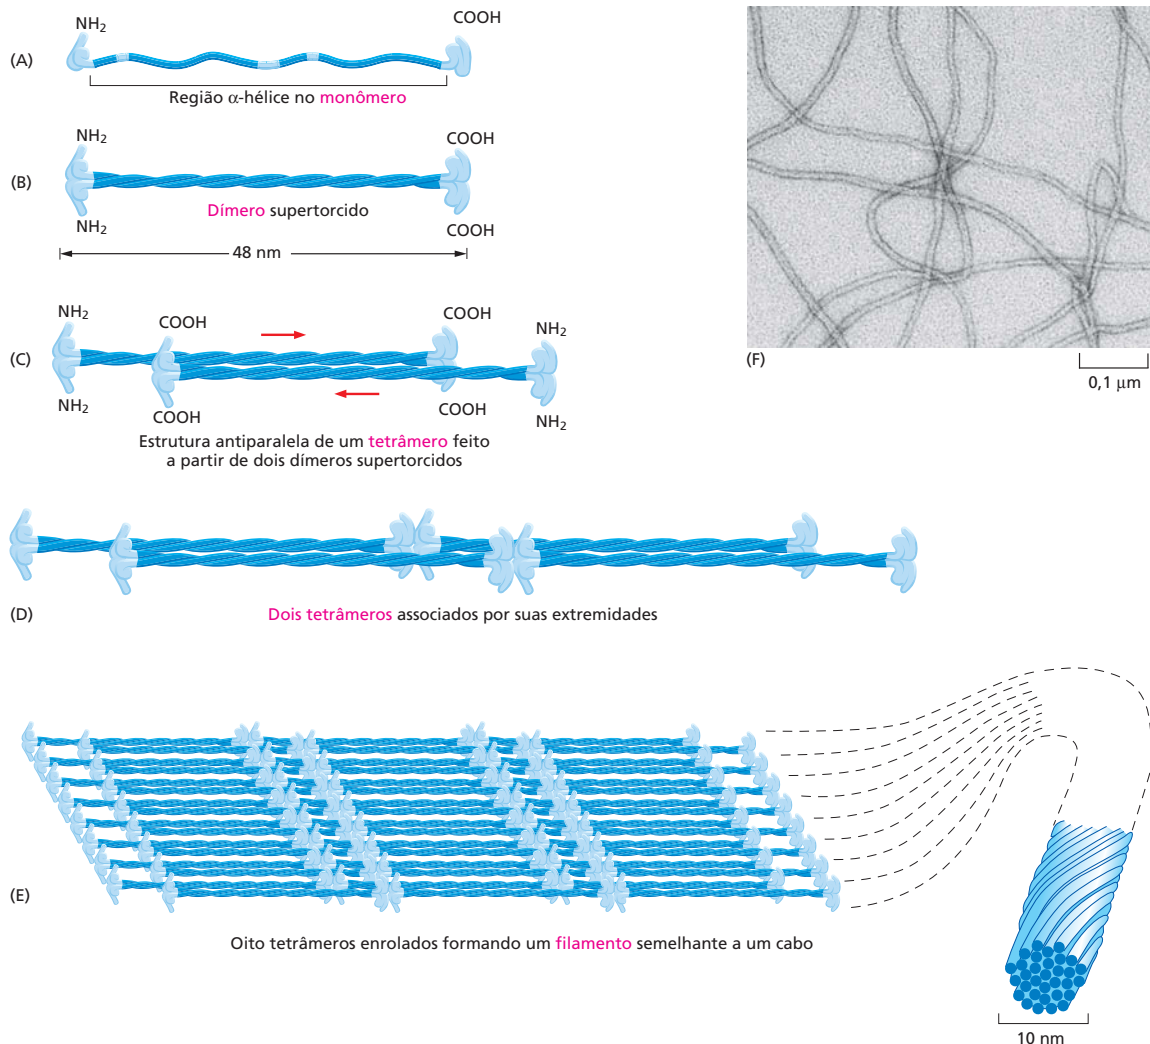 (A)
NH₂
COOH
Região α-hélice no monômero
(B)
NH₂
COOH
NH₂
COOH
Dímero supertorcido
48 nm
(C)
NH₂
COOH
COOH
NH₂
NH₂
COOH
COOH
NH₂
Estrutura antiparalela de um tetrâmero feito
a partir de dois dímeros supertorcidos
(D)
Dois tetrâmeros associados por suas extremidades
(E)
Oito tetrâmeros enrolados formando um filamento semelhante a um cabo
10 nm
(F)
0,1 μm